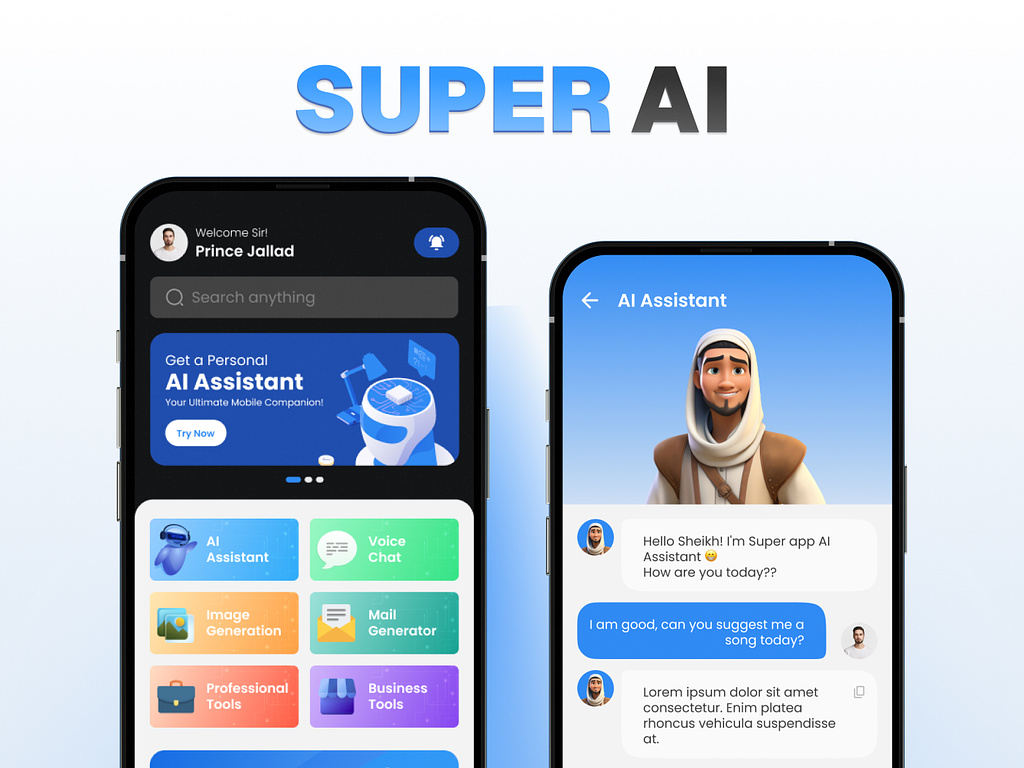 SUPER AI
Welcome Sir!
Prince Jallad
Search anything
Get a Personal
AI Assistant
Your Ultimate Mobile Companion!
Try Now
AI
Assistant
Voice
Chat
Image
Generation
Mail
Generator
Professional
Tools
Business
Tools
AI Assistant
Hello Sheikh! I'm Super app AI
Assistant 😁
How are you today??
I am good, can you suggest me a
song today?
Lorem ipsum dolor sit amet
consectetur. Enim platea
rhoncus vehicula suspendisse
at.